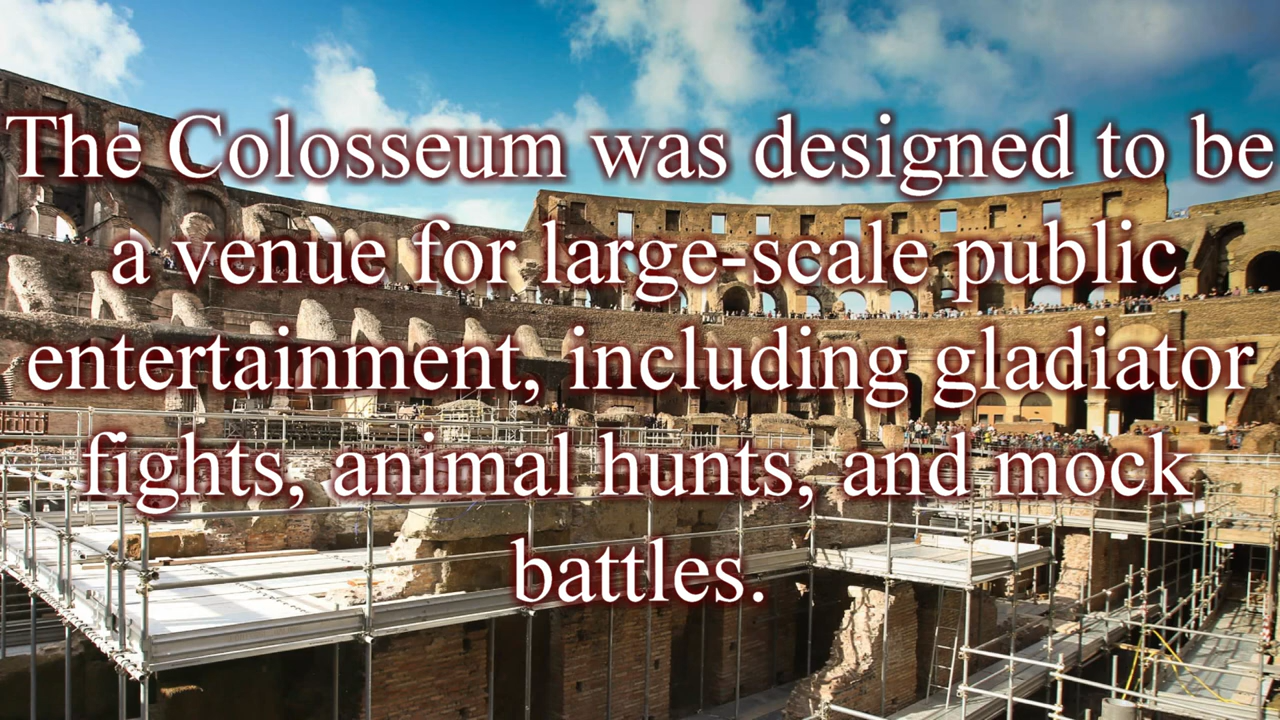 The Colosseum was designed to be
a venue for large-scale public
entertainment, including gladiator
fights, animal hunts, and mock
battles.